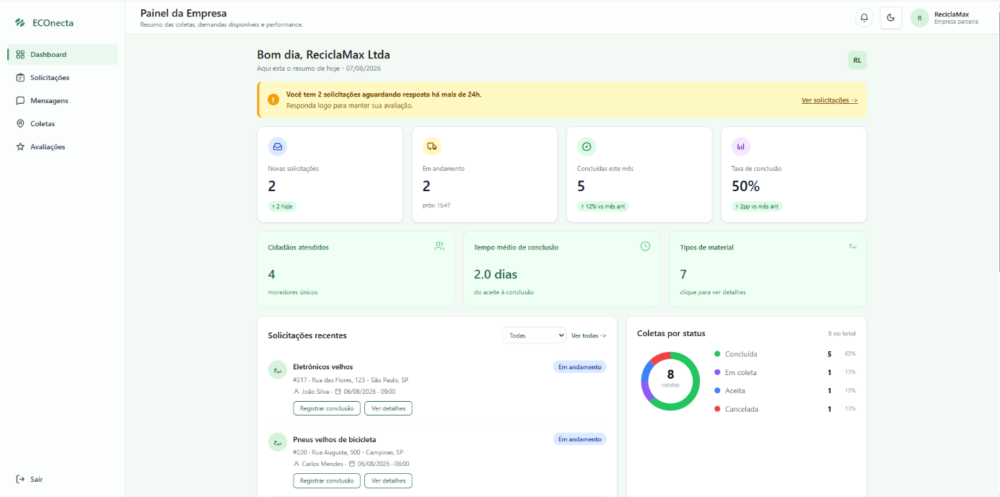 ECOnecta
Dashboard
Solicitações
Mensagens
Coletas
Avaliações
Sair
Painel da Empresa
Resumo das coletas, demandas disponíveis e performance.
R
ReciclaMax
Empresa parceira
Bom dia, ReciclaMax Ltda
Aqui esta o resumo de hoje - 07/08/2026
RL
Você tem 2 solicitações aguardando resposta há mais de 24h.
Responda logo para manter sua avaliação.
Ver solicitações ->
Novas solicitações
2
↑ 2 hoje
Em andamento
2
próx: 15:47
Concluídas este mês
5
↑ 12% vs mês ant
Taxa de conclusão
50%
↑ 2pp vs mês ant
Cidadãos atendidos
4
moradores únicos
Tempo médio de conclusão
2.0 dias
do aceite à conclusão
Tipos de material
7
clique para ver detalhes
Solicitações recentes
Todas
Ver todas ->
Eletrônicos velhos
Em andamento
#217 · Rua das Flores, 123 - São Paulo, SP
João Silva · 06/08/2026 · 09:00
Registrar conclusão
Ver detalhes
Pneus velhos de bicicleta
Em andamento
#220 · Rua Augusta, 500 - Campinas, SP
Carlos Mendes · 06/08/2026 · 08:00
Registrar conclusão
Ver detalhes
Coletas por status
8 no total
8
coletas
Concluída 5 63%
Em coleta 1 13%
Aceita 1 13%
Cancelada 1 13%